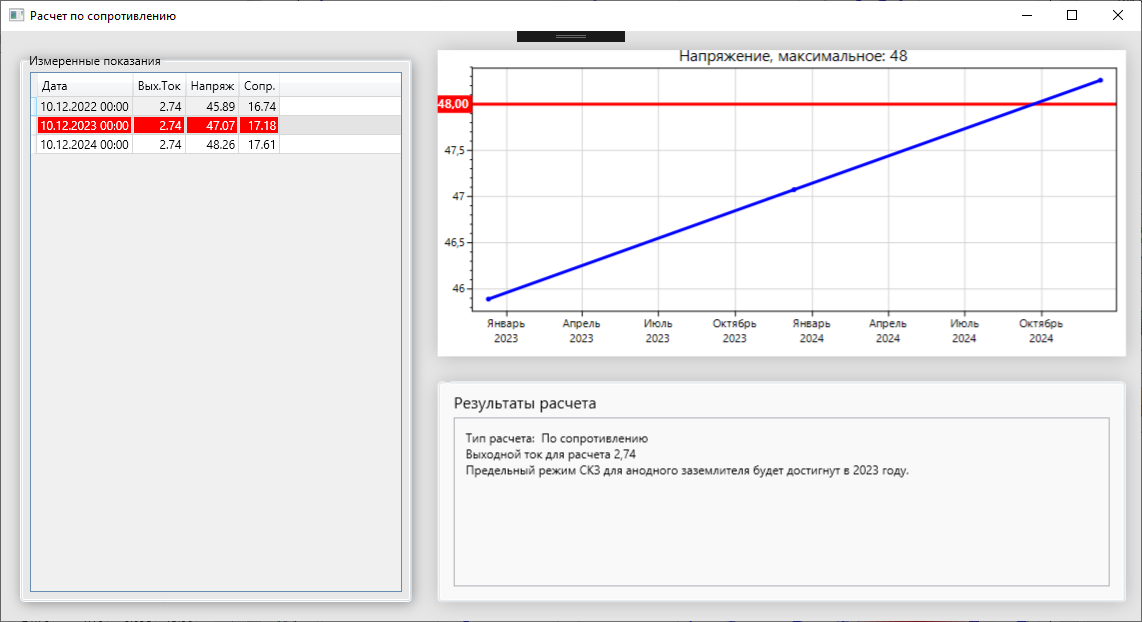 Расчет по сопротивлению
Измеренные показания
Дата Вых.Ток Напряж Сопр.
10.12.2022 00:00 2.74 45.89 16.74
10.12.2023 00:00 2.74 47.07 17.18
10.12.2024 00:00 2.74 48.26 17.61
Напряжение, максимальное: 48
48,00
47,5
47
46,5
46
Январь Апрель Июль Октябрь Январь Апрель Июль Октябрь
2023 2023 2023 2023 2024 2024 2024 2024
Результаты расчета
Тип расчета: По сопротивлению
Выходной ток для расчета 2,74
Предельный режим СКЗ для анодного заземлителя будет достигнут в 2023 году.